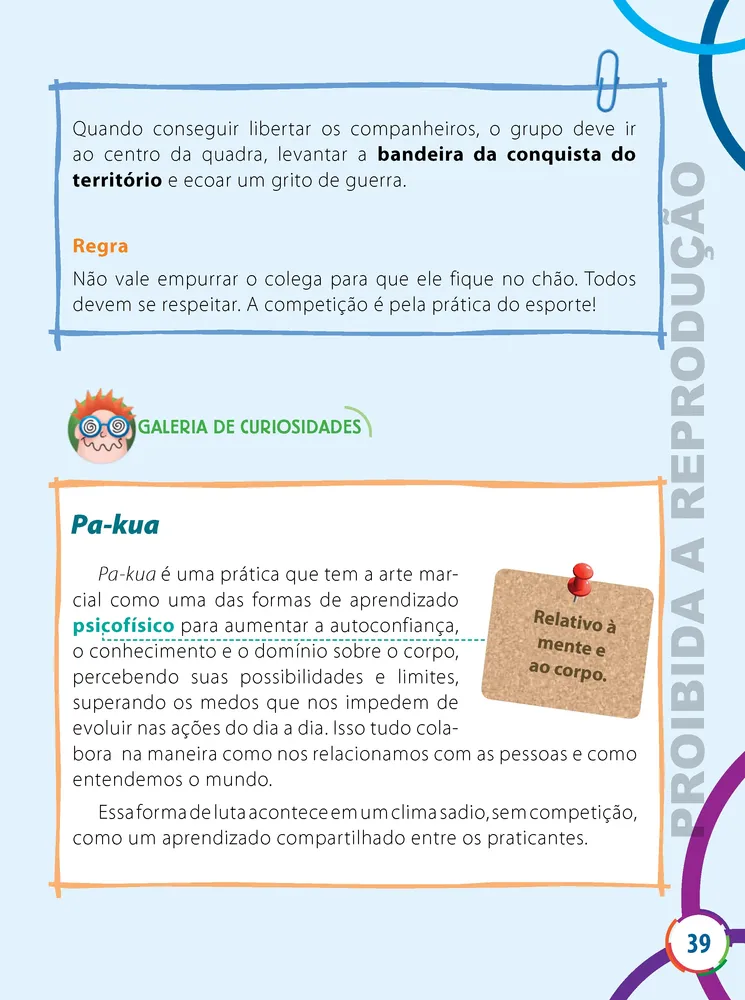 Quando conseguir libertar os companheiros, o grupo deve ir
ao centro da quadra, levantar a bandeira da conquista do
território e ecoar um grito de guerra.
Regra
Não vale empurrar o colega para que ele fique no chão. Todos
devem se respeitar. A competição é pela prática do esporte!
GALERIA DE CURIOSIDADES
Pa-kua
Pa-kua é uma prática que tem a arte mar-
cial como uma das formas de aprendizado
psicofísico para aumentar a autoconfiança,
o conhecimento e o domínio sobre o corpo,
percebendo suas possibilidades e limites,
superando os medos que nos impedem de
evoluir nas ações do dia a dia. Isso tudo cola-
bora na maneira como nos relacionamos com as pessoas e como
entendemos o mundo.
Essa forma de luta acontece em um clima sadio, sem competição,
como um aprendizado compartilhado entre os praticantes.
Relativo à
mente e
ao corpo.
PROIBIDA A REPRODUÇÃO
39